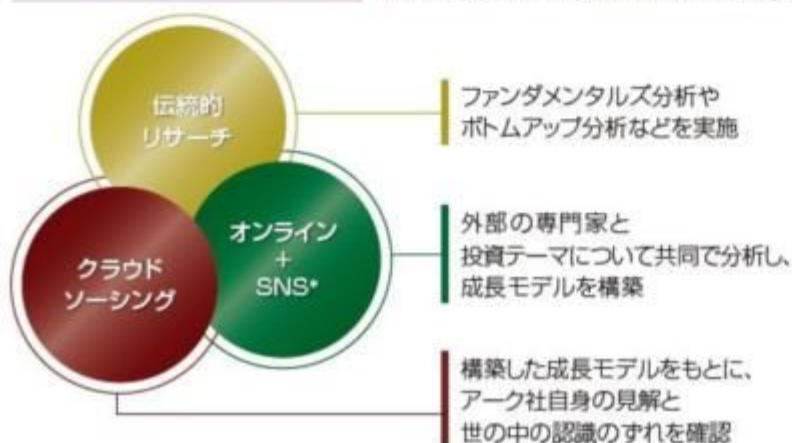 伝統的
リサーチ
ファンダメンタルズ分析や
ボトムアップ分析などを実施
オンライン
+
SNS*
外部の専門家と
投資テーマについて共同で分析し、
成長モデルを構築
クラウド
ソーシング
構築した成長モデルをもとに、
アーク社自身の見解と
世の中の認識のずれを確認